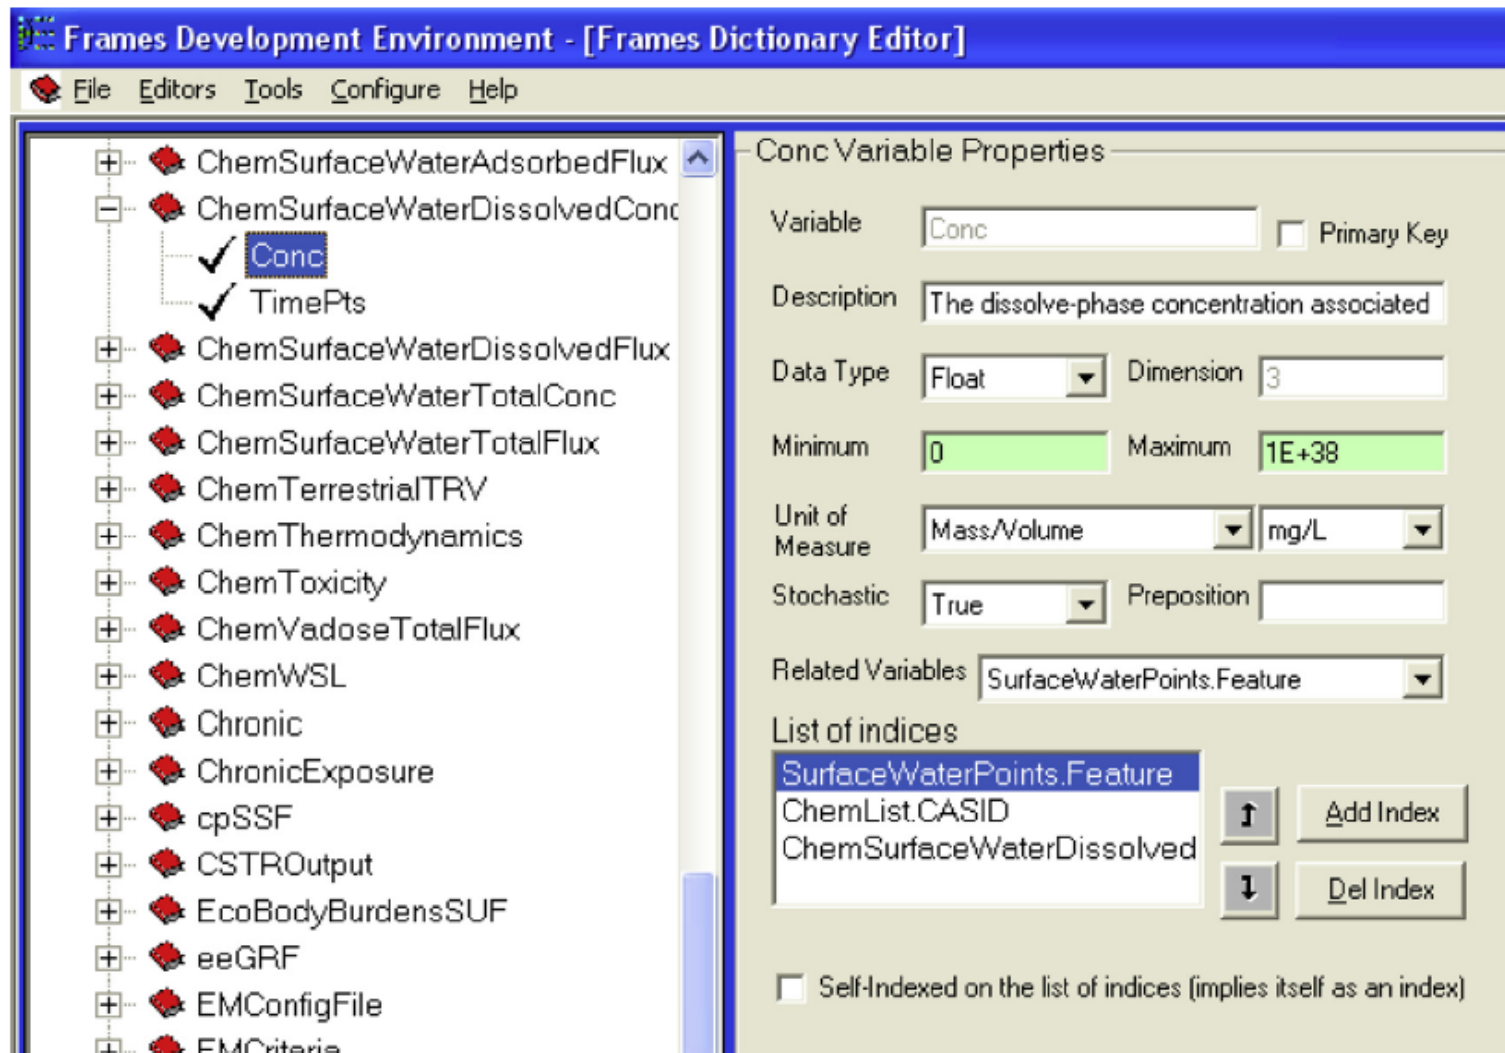 Frames Development Environment - [Frames Dictionary Editor]
File Editors Tools Configure Help
ChemSurfaceWaterAdsorbedFlux
ChemSurfaceWaterDissolvedConc
Conc
TimePts
ChemSurfaceWaterDissolvedFlux
ChemSurfaceWaterTotalConc
ChemSurfaceWaterTotalFlux
ChemTerrestrialTRV
ChemThermodynamics
ChemToxicity
ChemVadoseTotalFlux
ChemWSL
Chronic
ChronicExposure
cpSSF
CSTROutput
EcoBodyBurdensSUF
eeGRF
EMConfigFile
EMCriteria
Conc Variable Properties
Variable Conc Primary Key
Description The dissolve-phase concentration associated
Data Type Float Dimension 3
Minimum 0 Maximum 1E+38
Unit of Measure Mass/Volume mg/L
Stochastic True Preposition
Related Variables SurfaceWaterPoints.Feature
List of indices
SurfaceWaterPoints.Feature
ChemList.CASID
ChemSurfaceWaterDissolved
Add Index
Del Index
Self-Indexed on the list of indices (implies itself as an index)